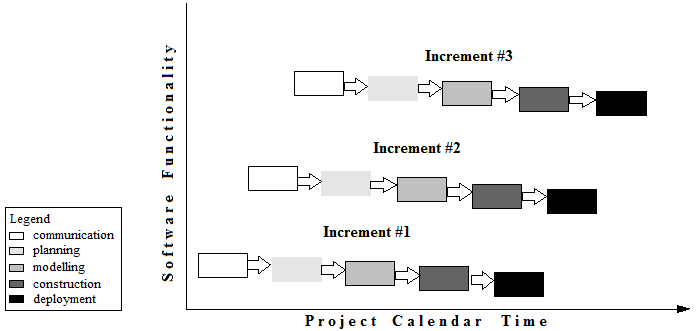 Increment #3
Increment #2
Increment #1
Software Functionality
Legend
communication
planning
modelling
construction
deployment
Project Calendar Time